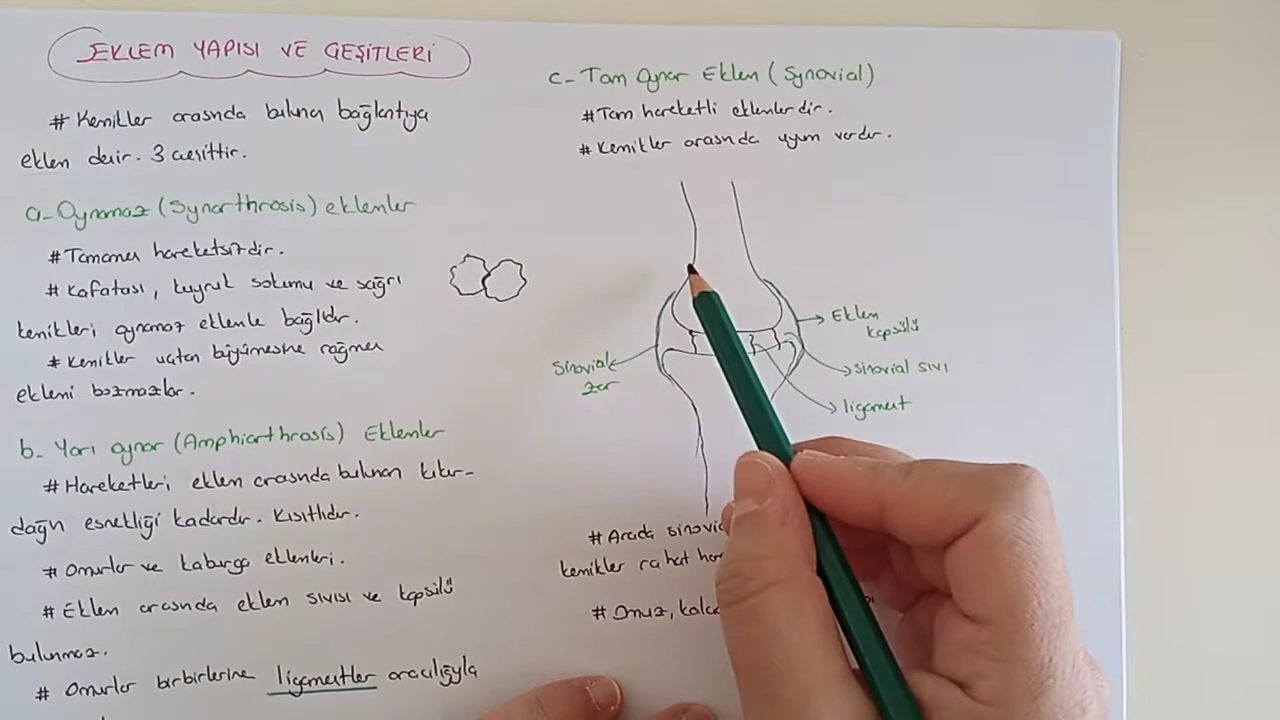 EKLEM YAPISI VE ÇEŞİTLERİ
# Kemikler arasında bulunan bağlantıya
eklem denir. 3 çeşittir.
a- Oynamaz (Synarthrosis) eklemler
# Tamamen hareketsizdir.
# Kafatası, kuyruk sokumu ve sağrı
kemikleri oynamaz eklemle bağlıdır.
# Kemikler uzayan büyümesine rağmen
eklemi bozmazlar.
b- Yarı oynar (Amphiarthrosis) Eklemler
# Hareketleri eklem arasında bulunan kıkır-
dağın esnekliği kadardır. Kısıtlıdır.
# Omurlar ve kaburga eklemleri.
# Eklem arasında eklem sıvısı ve kapsülü
bulunmaz.
# Omurlar birbirlerine ligamentler aracılığıyla
c- Tam Oynar Eklem (Synovial)
# Tam hareketli eklemlerdir.
# Kemikler arasında uyum vardır.
Eklem
kapsülü
Sinovial
zar
sinovial sıvı
ligament
# Arada sinovia
kemikler rahat har
# Omuz, kalça